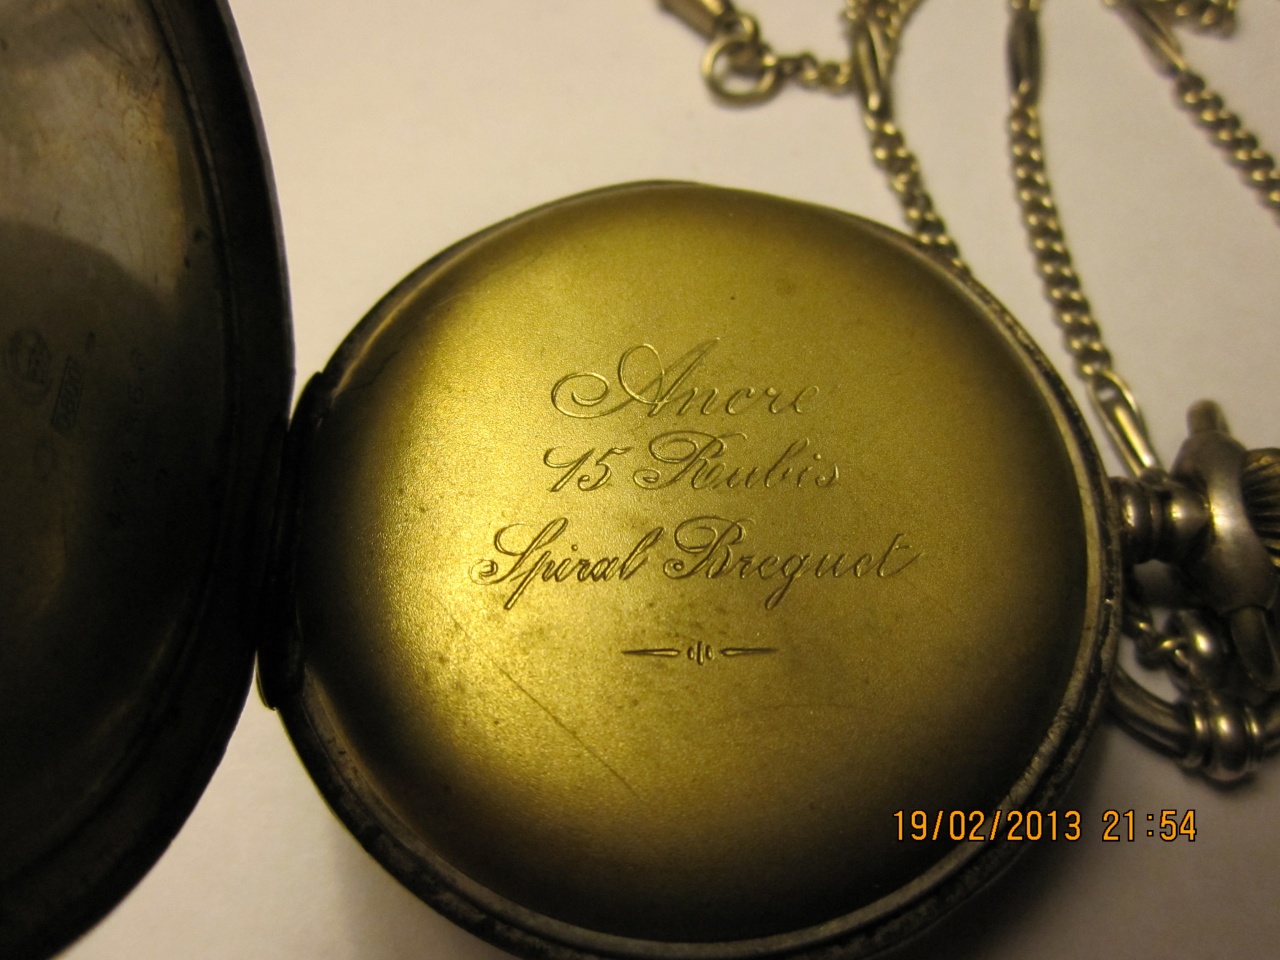 Ancre
15 Rubis
Spiral Breguet
19/02/2013 21:54